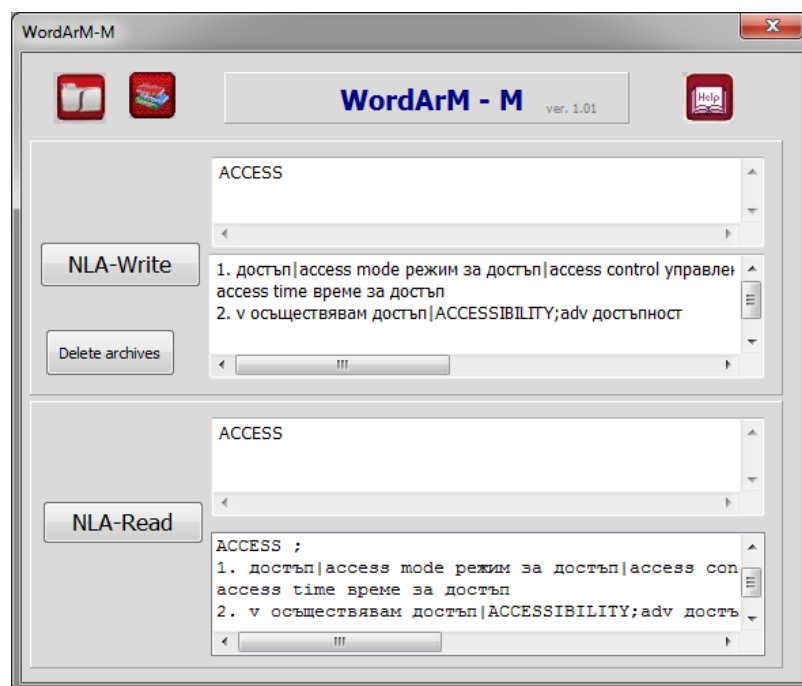 WordArM-M
WordArM - M ver. 1.01
Help
ACCESS
NLA-Write
1. достъп|access mode режим за достъп|access control
access time време за достъп
2. v осъществявам достъп|ACCESSIBILITY;adv достъпност
Delete archives
ACCESS
NLA-Read
ACCESS ;
1. достъп|access mode режим за достъп|access con
access time време за достъп
2. v осъществявам достъп|ACCESSIBILITY;adv достъ